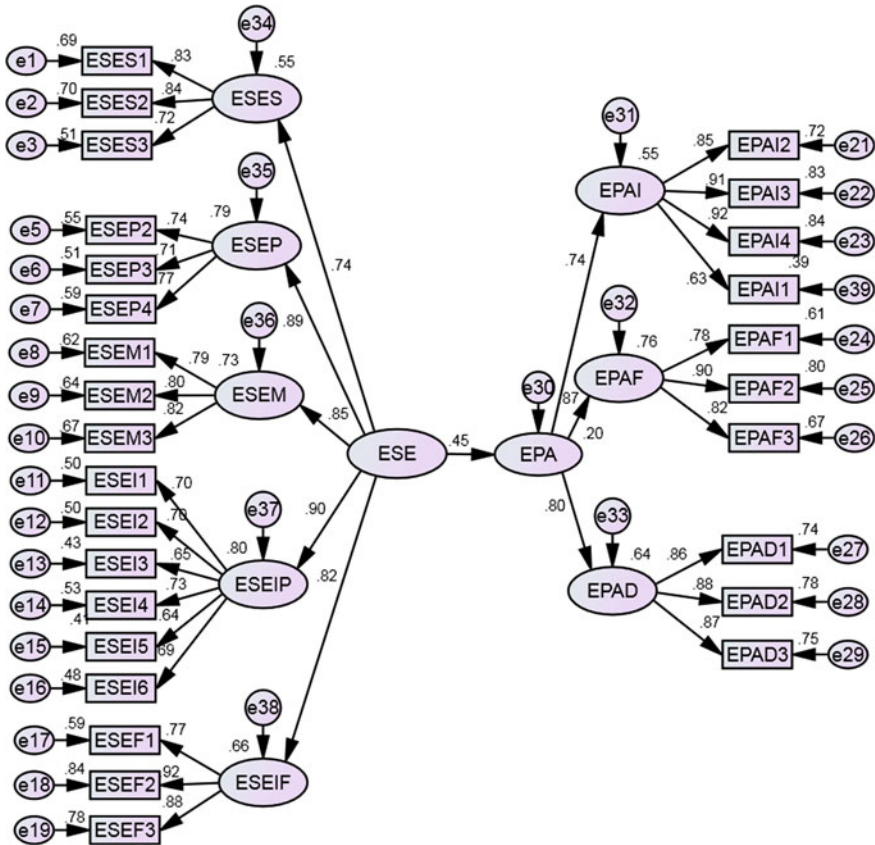 e34
.69
e1
ESES1
.83
.55
ESES
.70
e2
ESES2
.84
.51
e3
ESES3
.72
e35
.79
ESEP
.55
e5
ESEP2
.74
.51
e6
ESEP3
.71
.59
e7
ESEP4
.77
e36
.73
ESEM
.62
e8
ESEM1
.79
.64
e9
ESEM2
.80
.67
e10
ESEM3
.82
.50
e11
ESEI1
.70
.50
e12
ESEI2
.70
e37
.80
ESEIP
.43
e13
ESEI3
.65
.53
e14
ESEI4
.73
.41
e15
ESEI5
.64
.48
e16
ESEI6
.69
e38
.66
ESEIF
.59
e17
ESEF1
.77
.84
e18
ESEF2
.92
.78
e19
ESEF3
.88
.74
.89
.85
.90
.82
ESE
.45
e30
EPA
.20
.74
.87
.80
e31
.55
EPAI
.85
EPAI2
.72
e21
.91
EPAI3
.83
e22
.92
EPAI4
.84
e23
.63
EPAI1
.39
e39
e32
.76
EPAF
.78
EPAF1
.61
e24
.90
EPAF2
.80
e25
.82
EPAF3
.67
e26
e33
.64
EPAD
.86
EPAD1
.74
e27
.88
EPAD2
.78
e28
.87
EPAD3
.75
e29